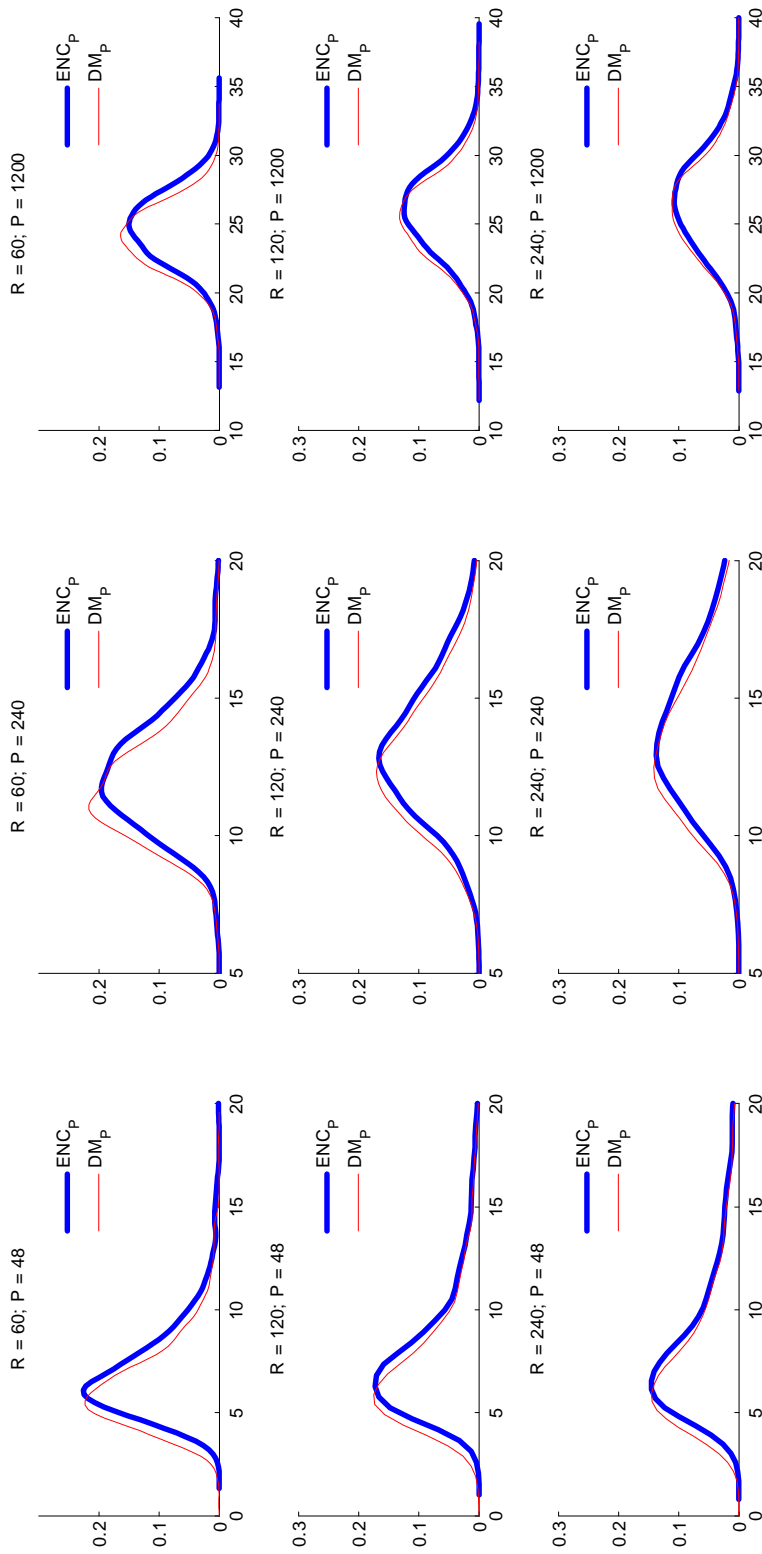 R = 60; P = 48
ENC_P
DM_P
0.2
0.1
0
0 5 10 15 20
R = 60; P = 240
ENC_P
DM_P
0.2
0.1
0
5 10 15 20
R = 60; P = 1200
ENC_P
DM_P
0.2
0.1
0
10 15 20 25 30 35 40
R = 120; P = 48
ENC_P
DM_P
0.3
0.2
0.1
0
0 5 10 15 20
R = 120; P = 240
ENC_P
DM_P
0.3
0.2
0.1
0
5 10 15 20
R = 120; P = 1200
ENC_P
DM_P
0.3
0.2
0.1
0
10 15 20 25 30 35 40
R = 240; P = 48
ENC_P
DM_P
0.3
0.2
0.1
0
0 5 10 15 20
R = 240; P = 240
ENC_P
DM_P
0.3
0.2
0.1
0
5 10 15 20
R = 240; P = 1200
ENC_P
DM_P
0.3
0.2
0.1
0
10 15 20 25 30 35 40